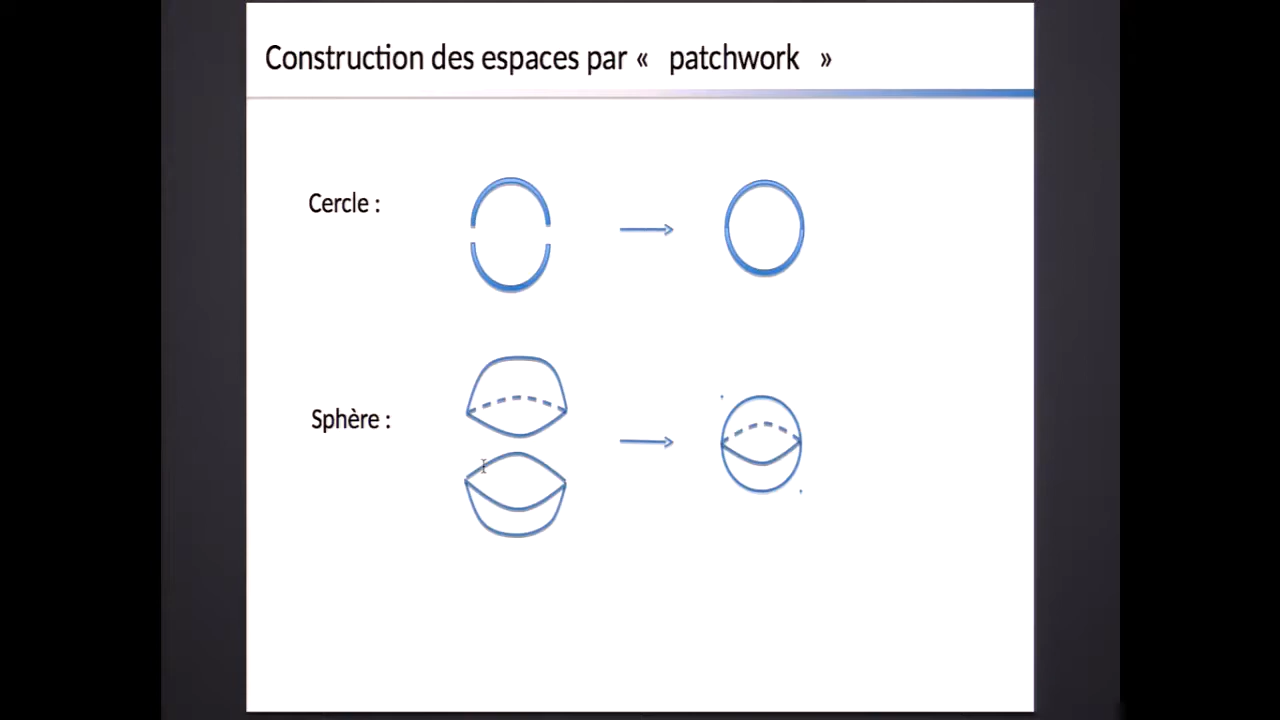 Construction des espaces par « patchwork »
Cercle :
Sphère :